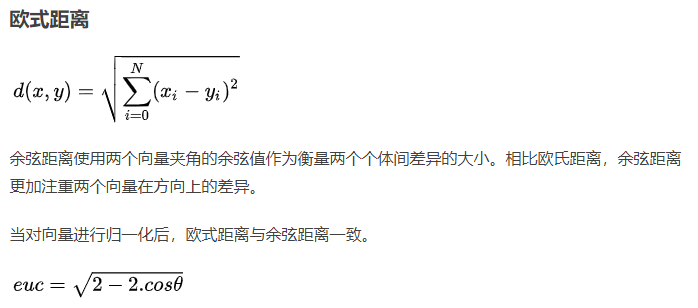 欧式距离
d(x, y) = \sqrt{\sum_{i=0}^{N}(x_i - y_i)^2}
余弦距离使用两个向量夹角的余弦值作为衡量两个个体间差异的大小。相比欧氏距离，余弦距离
更加注重两个向量在方向上的差异。
当对向量进行归一化后，欧式距离与余弦距离一致。
euc = \sqrt{2 - 2.cosθ}